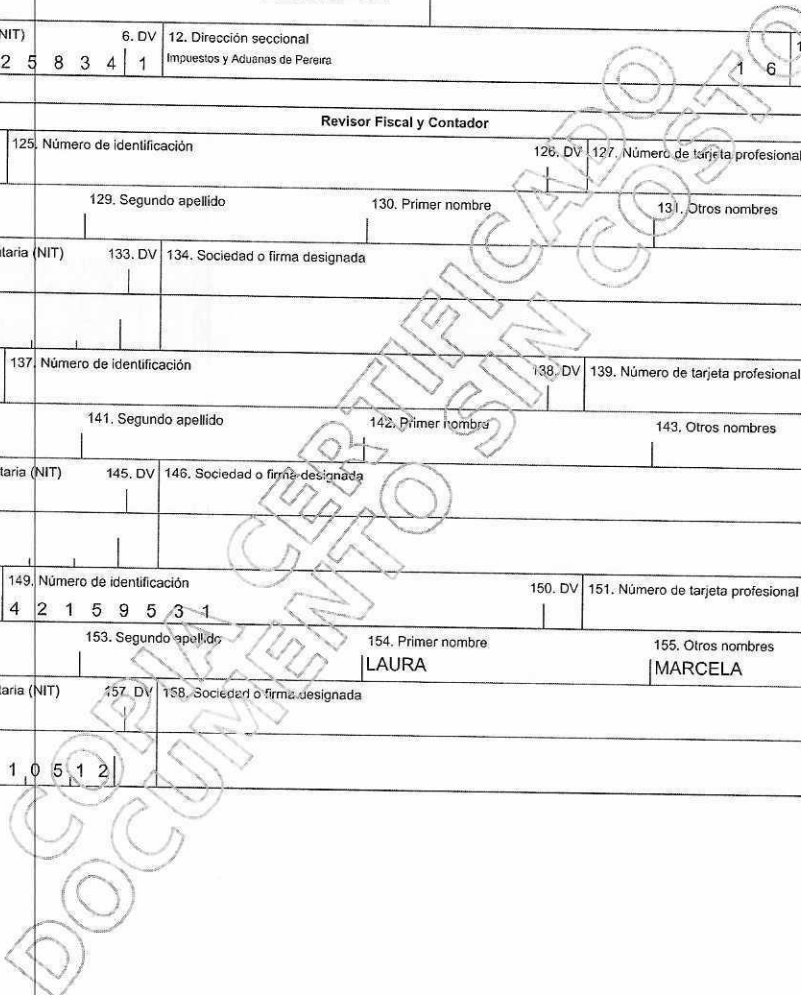 NIT) 6. DV 12. Dirección seccional
2 5 8 3 4 1 Impuestos y Aduanas de Pereira 1 6
Revisor Fiscal y Contador
125. Número de identificación 126. DV 127. Número de tarjeta profesional
129. Segundo apellido 130. Primer nombre 131. Otros nombres
taria (NIT) 133. DV 134. Sociedad o firma designada
137. Número de identificación 138. DV 139. Número de tarjeta profesional
141. Segundo apellido 142. Primer nombre 143. Otros nombres
taria (NIT) 145. DV 146. Sociedad o firma designada
149. Número de identificación 150. DV 151. Número de tarjeta profesional
4 2 1 5 9 5 3 1
153. Segundo apellido 154. Primer nombre 155. Otros nombres
LAURA MARCELA
taria (NIT) 157. DV 158. Sociedad o firma designada
1 0 5 1 2
COPIA CERTIFICADO
DOCUMENTO SIN COSTO